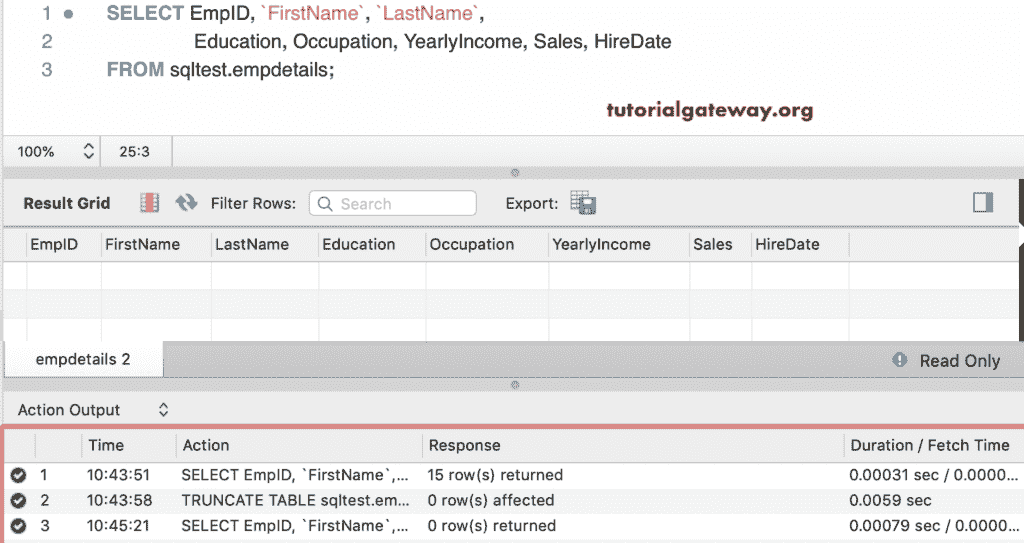 1 SELECT EmpID, `FirstName`, `LastName`,
2 Education, Occupation, YearlyIncome, Sales, HireDate
3 FROM sqltest.empdetails;
tutorialgateway.org
100% 25:3
Result Grid Filter Rows: Search Export:
EmpID FirstName LastName Education Occupation YearlyIncome Sales HireDate
empdetails 2 Read Only
Action Output
Time Action Response Duration / Fetch Time
1 10:43:51 SELECT EmpID, `FirstName`,... 15 row(s) returned 0.00031 sec / 0.0000...
2 10:43:58 TRUNCATE TABLE sqltest.em... 0 row(s) affected 0.0059 sec
3 10:45:21 SELECT EmpID, `FirstName`,... 0 row(s) returned 0.00079 sec / 0.0000...